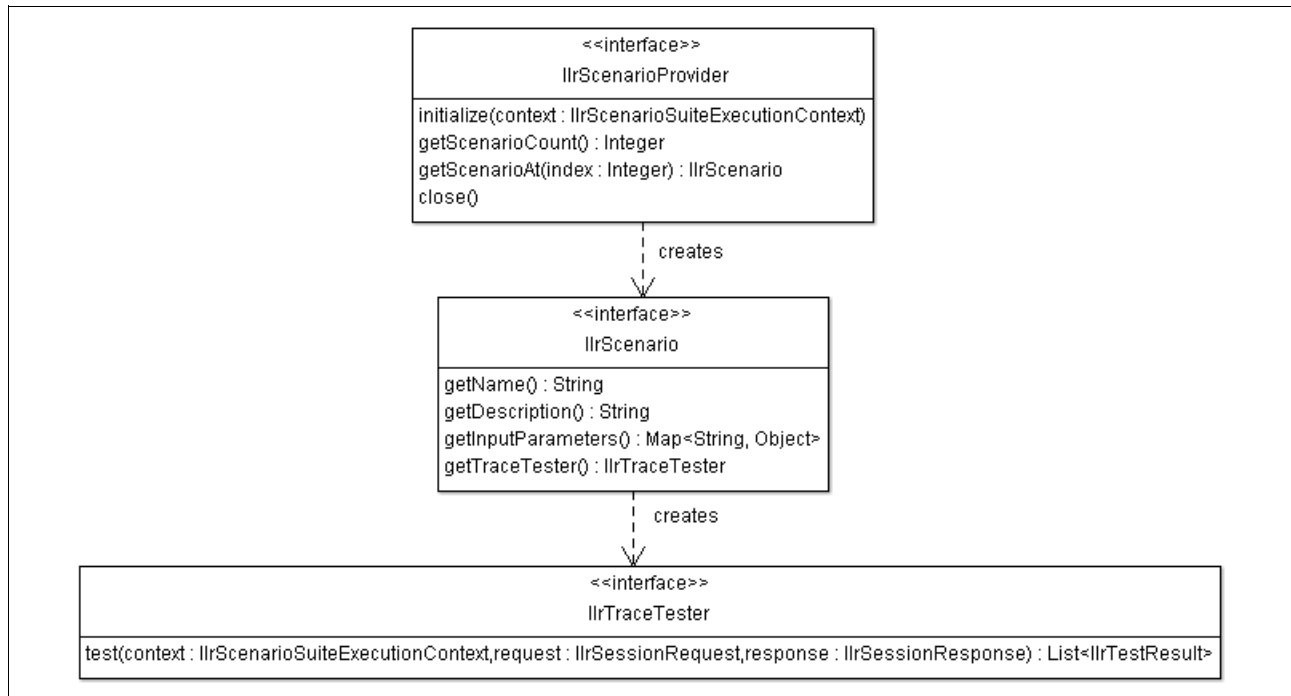 <<interface>>
IlrScenarioProvider
initialize(context : IlrScenarioSuiteExecutionContext)
getScenarioCount() : Integer
getScenarioAt(index : Integer) : IlrScenario
close()
creates
<<interface>>
IlrScenario
getName() : String
getDescription() : String
getInputParameters() : Map<String, Object>
getTraceTester() : IlrTraceTester
creates
<<interface>>
IlrTraceTester
test(context : IlrScenarioSuiteExecutionContext,request : IlrSessionRequest,response : IlrSessionResponse) : List<IlrTestResult>